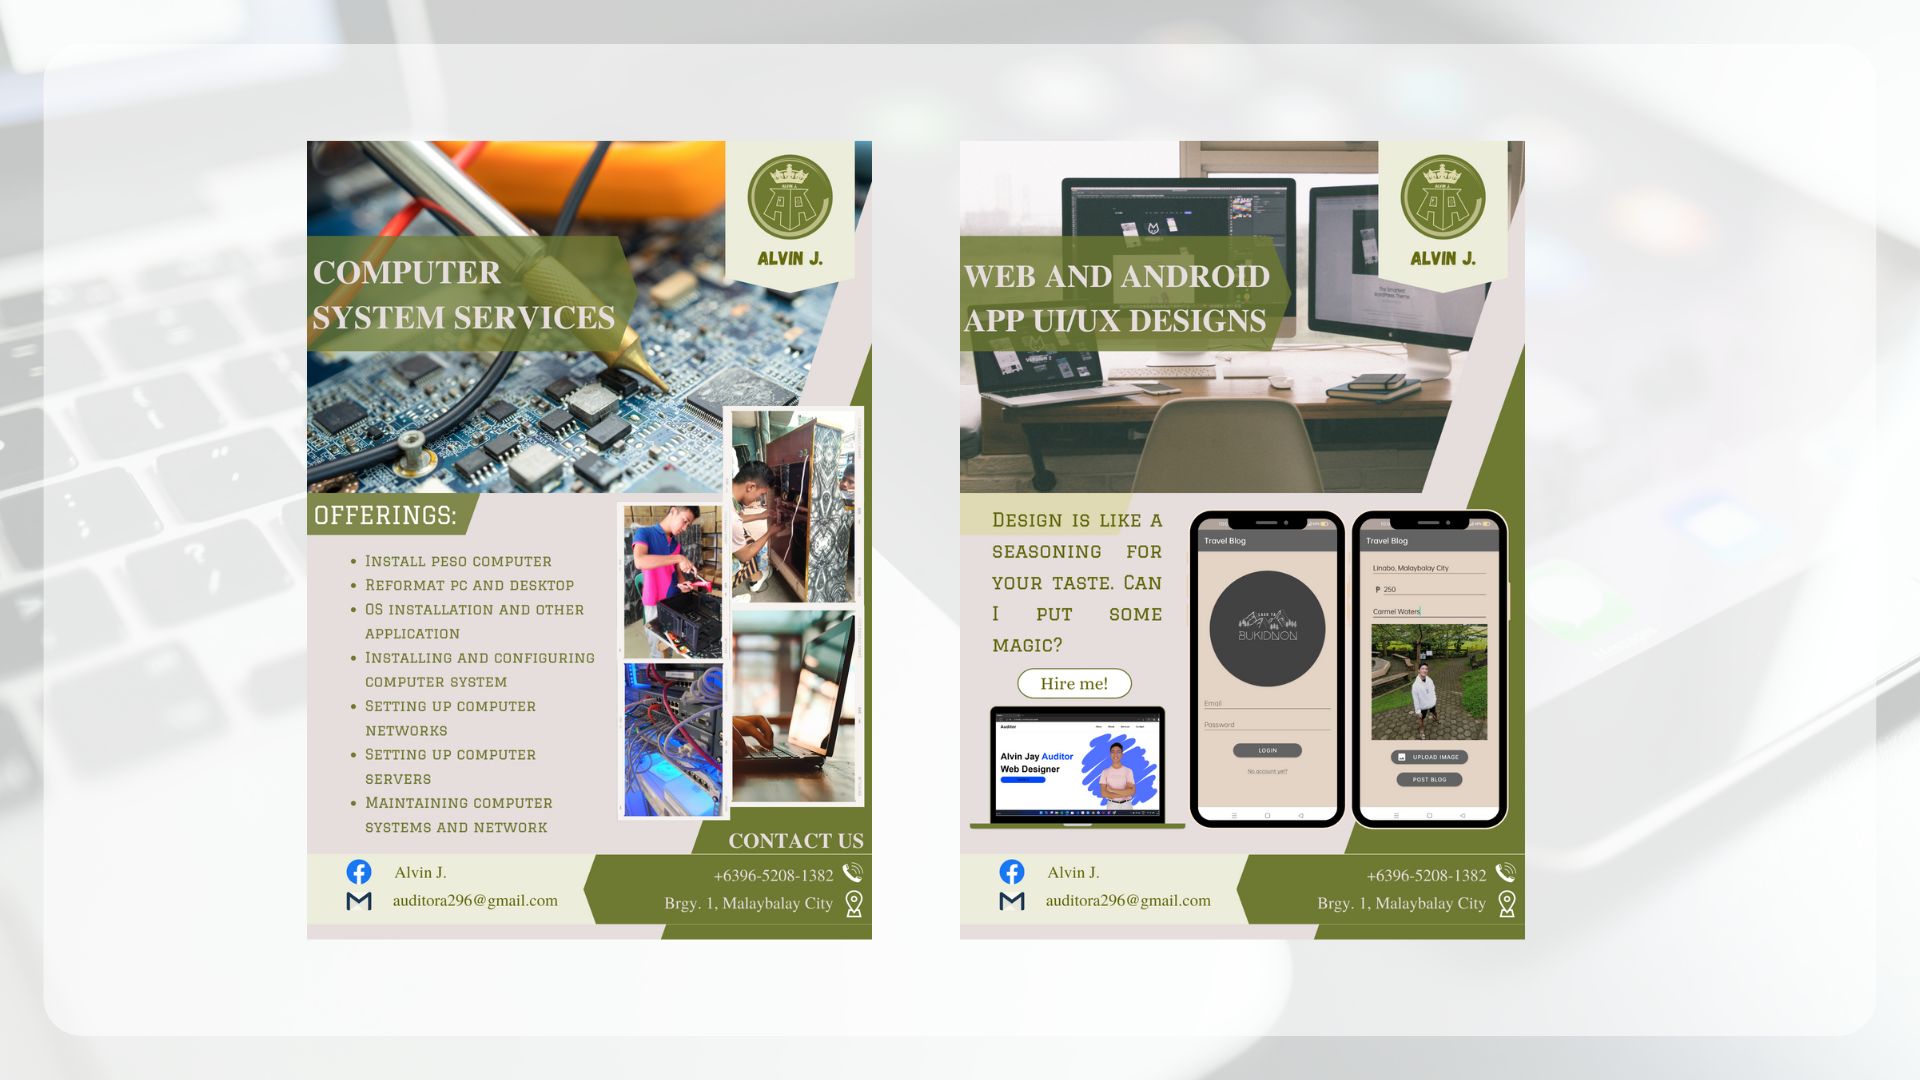 ALVIN J.
COMPUTER
SYSTEM SERVICES
OFFERINGS:
INSTALL PESO COMPUTER
REFORMAT PC AND DESKTOP
OS INSTALLATION AND OTHER
APPLICATION
INSTALLING AND CONFIGURING
COMPUTER SYSTEM
SETTING UP COMPUTER
NETWORKS
SETTING UP COMPUTER
SERVERS
MAINTAINING COMPUTER
SYSTEMS AND NETWORK
CONTACT US
Alvin J.
auditora296@gmail.com
+6396-5208-1382
Brgy. 1, Malaybalay City
ALVIN J.
WEB AND ANDROID
APP UI/UX DESIGNS
DESIGN IS LIKE A
SEASONING FOR
YOUR TASTE. CAN
I PUT SOME
MAGIC?
Hire me!
Auditor
Alvin Jay Auditor
Web Designer
Travel Blog
BUKIDNON
Email
Password
LOGIN
No account yet?
Travel Blog
Linabo, Malaybalay City
₱ 250
Carmel Waters
UPLOAD IMAGE
POST BLOG
Alvin J.
auditora296@gmail.com
+6396-5208-1382
Brgy. 1, Malaybalay City